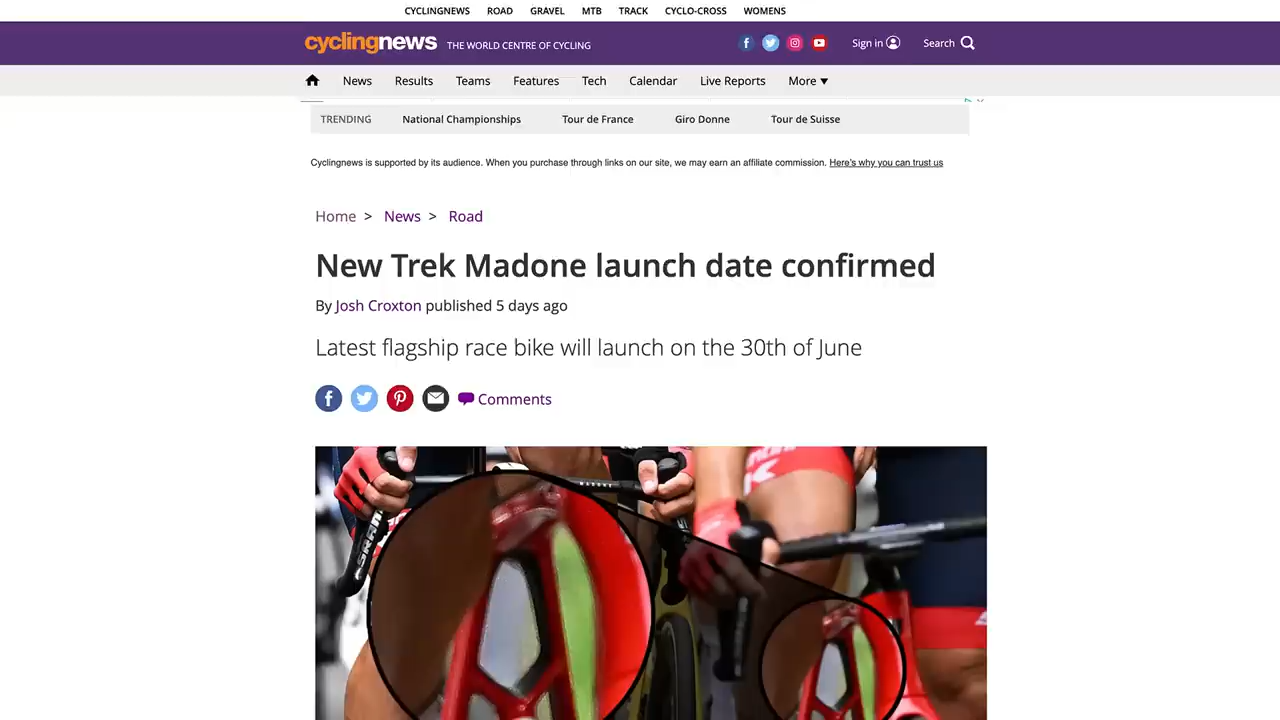 CYCLINGNEWS ROAD GRAVEL MTB TRACK CYCLO-CROSS WOMENS
cyclingnews THE WORLD CENTRE OF CYCLING Sign in Search
News Results Teams Features Tech Calendar Live Reports More ▼
TRENDING National Championships Tour de France Giro Donne Tour de Suisse
Cyclingnews is supported by its audience. When you purchase through links on our site, we may earn an affiliate commission. Here's why you can trust us
Home > News > Road
New Trek Madone launch date confirmed
By Josh Croxton published 5 days ago
Latest flagship race bike will launch on the 30th of June
Comments
SRAM